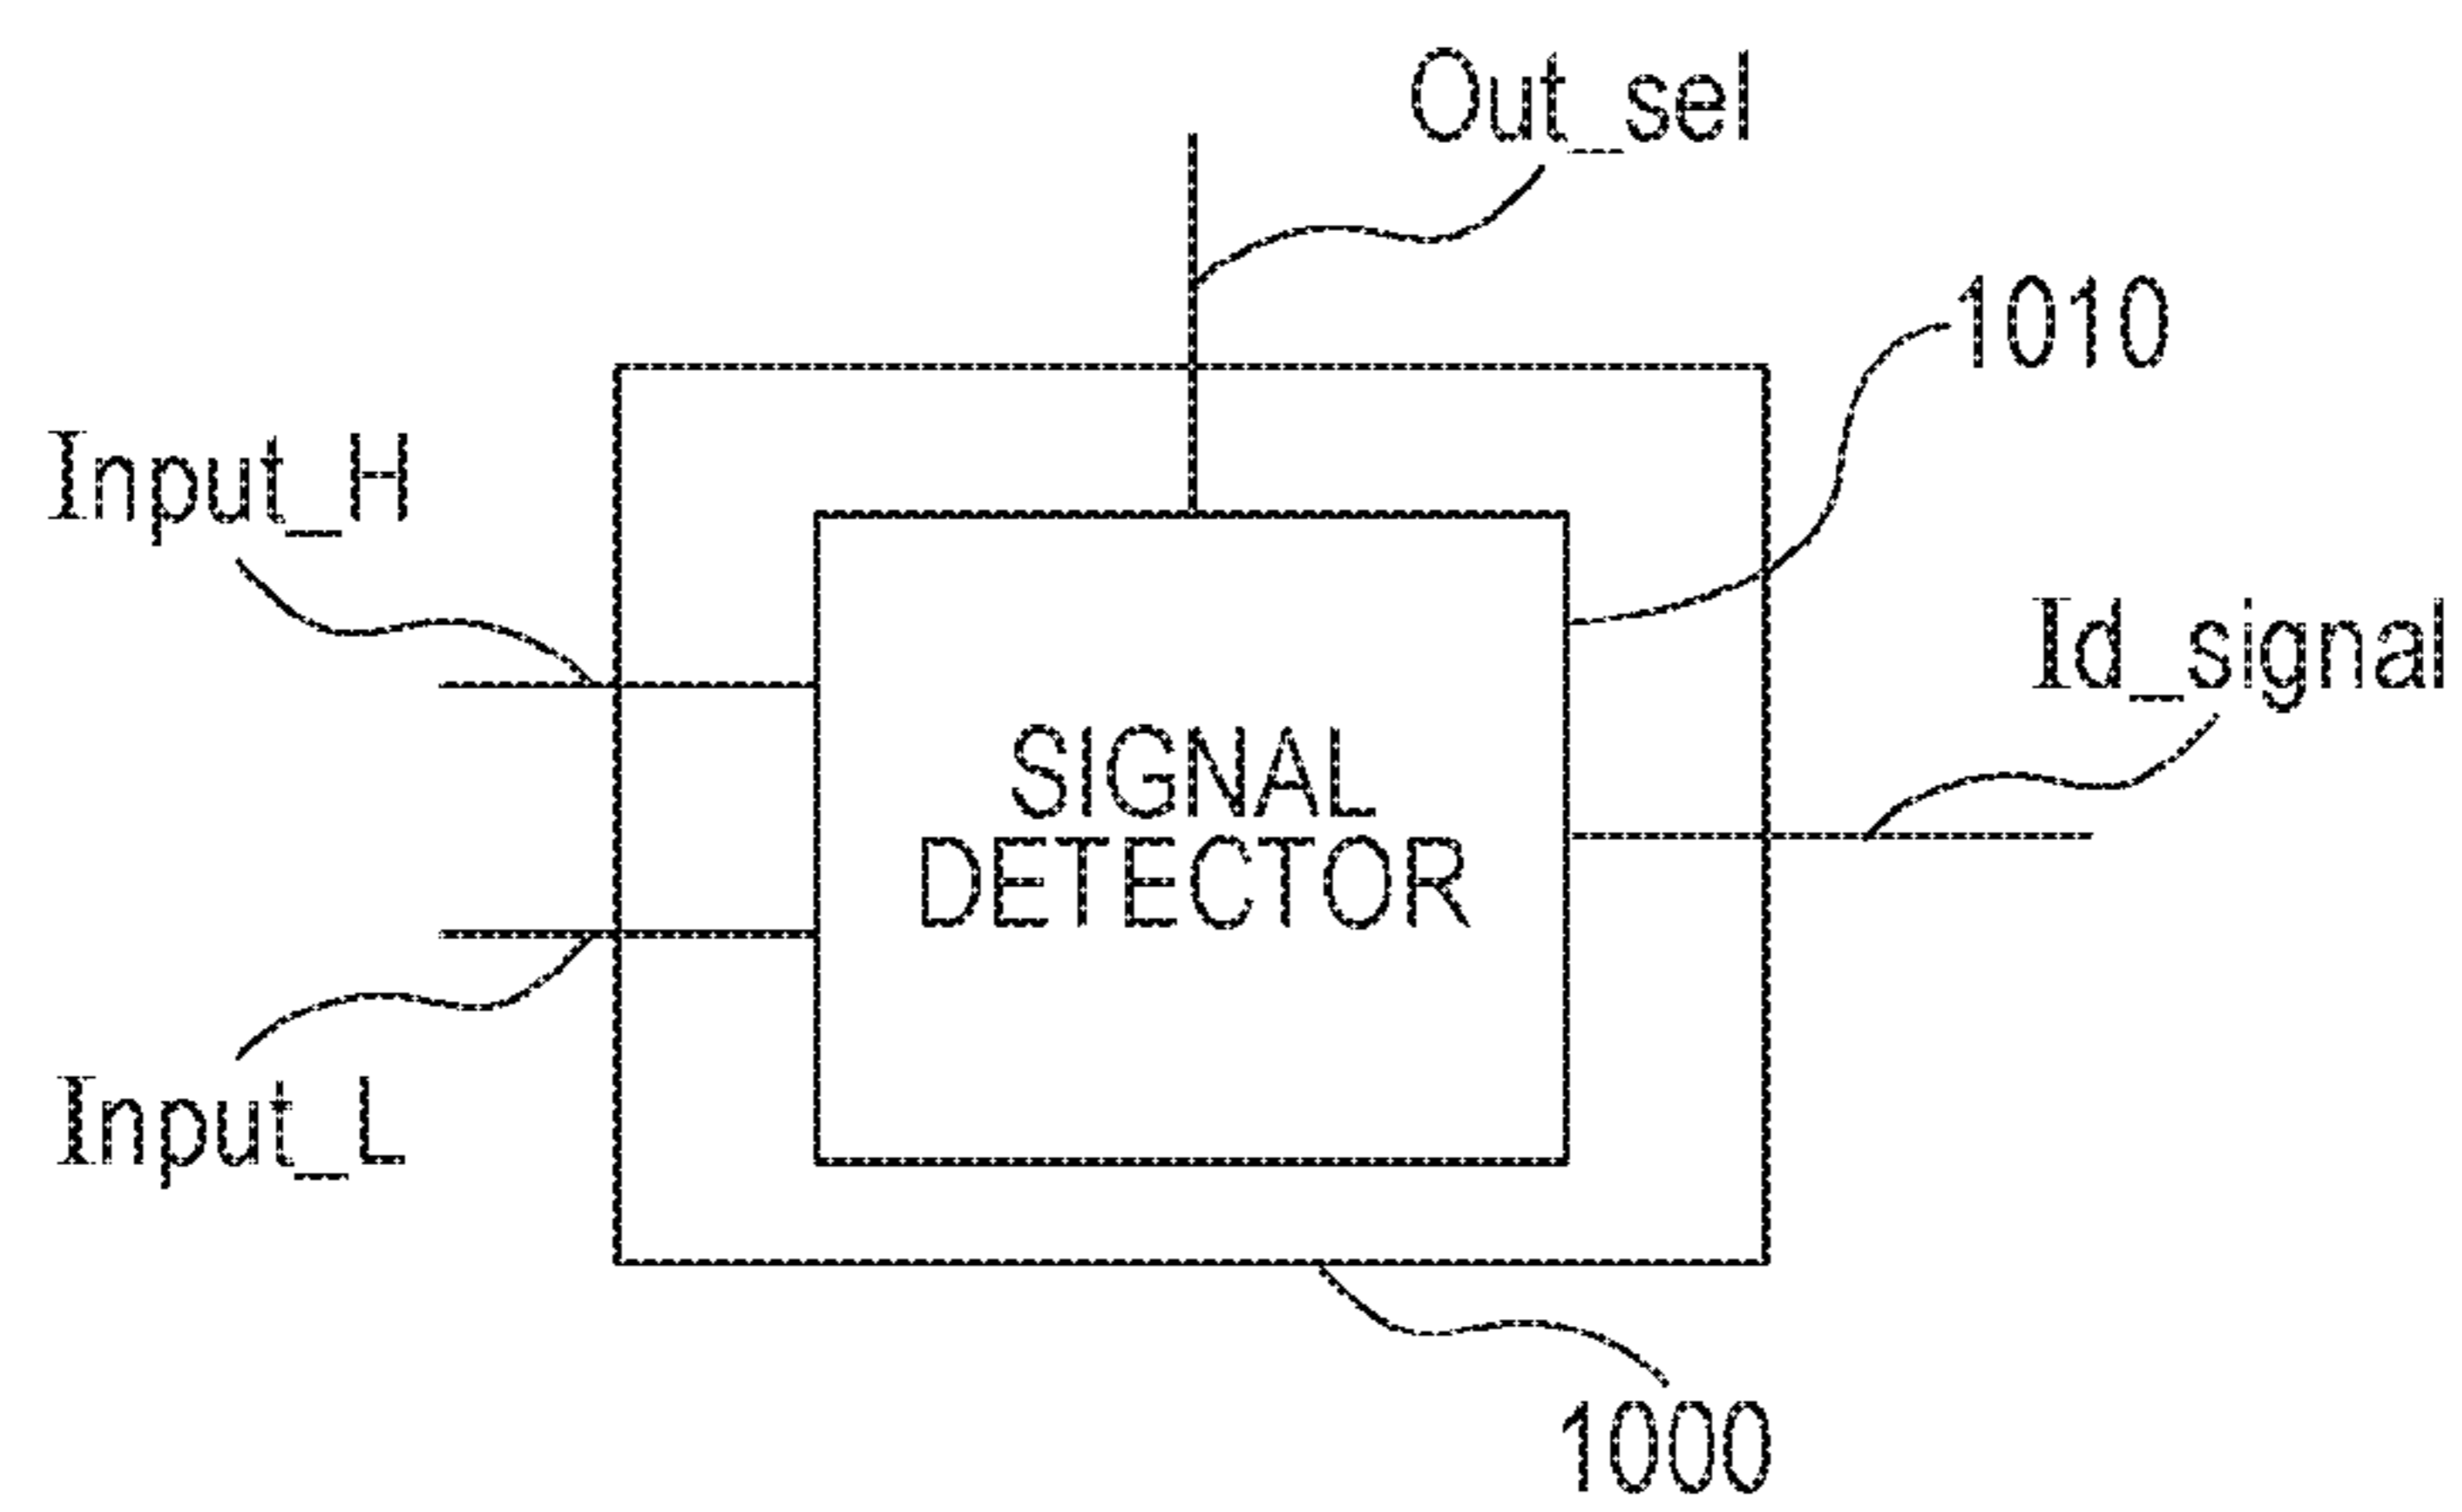 Out_sel
1010
Input_H
Id_signal
SIGNAL
DETECTOR
Input_L
1000